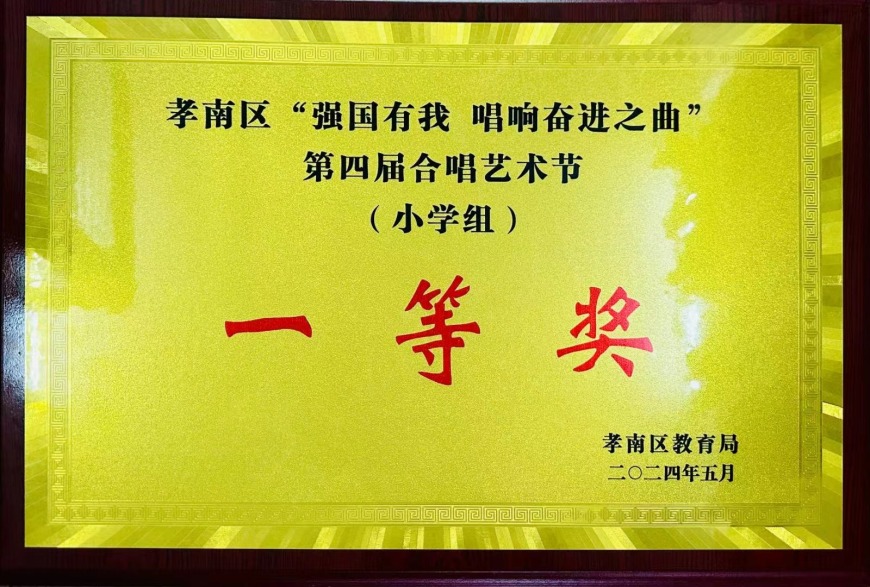 孝南区“强国有我 唱响奋进之曲”
第四届合唱艺术节
（小学组）
一等奖
孝南区教育局
二〇二四年五月